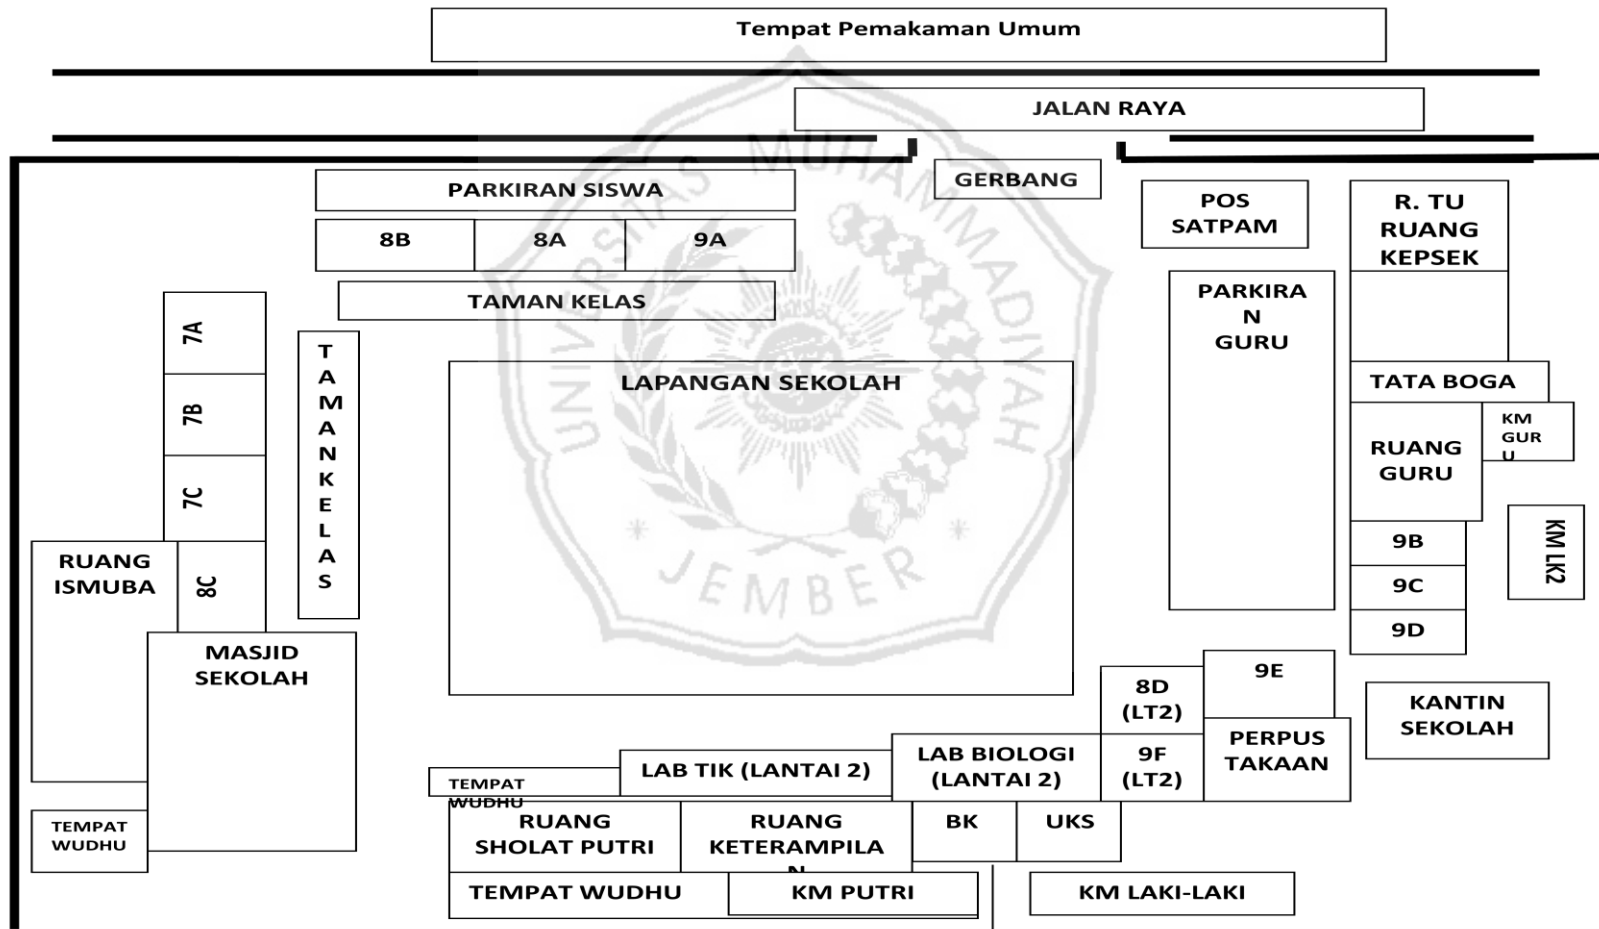 Tempat Pemakaman Umum
JALAN RAYA
GERBANG
PARKIRAN SISWA
POS
SATPAM
R. TU
RUANG
KEPSEK
8B
8A
9A
TAMAN KELAS
PARKIRA
N
GURU
7A
7B
7C
8C
T
A
M
A
N
K
E
L
A
S
LAPANGAN SEKOLAH
TATA BOGA
RUANG
GURU
KM
GUR
U
KM LK2
9B
9C
9D
RUANG
ISMUBA
MASJID
SEKOLAH
TEMPAT
WUDHU
9E
8D
(LT2)
KANTIN
SEKOLAH
PERPUS
TAKAAN
9F
(LT2)
LAB BIOLOGI
(LANTAI 2)
LAB TIK (LANTAI 2)
TEMPAT
WUDHU
RUANG
SHOLAT PUTRI
RUANG
KETERAMPILA
N
BK
UKS
TEMPAT WUDHU
KM PUTRI
KM LAKI-LAKI
UNIVERSITAS MUHAMMADIYAH
JEMBER